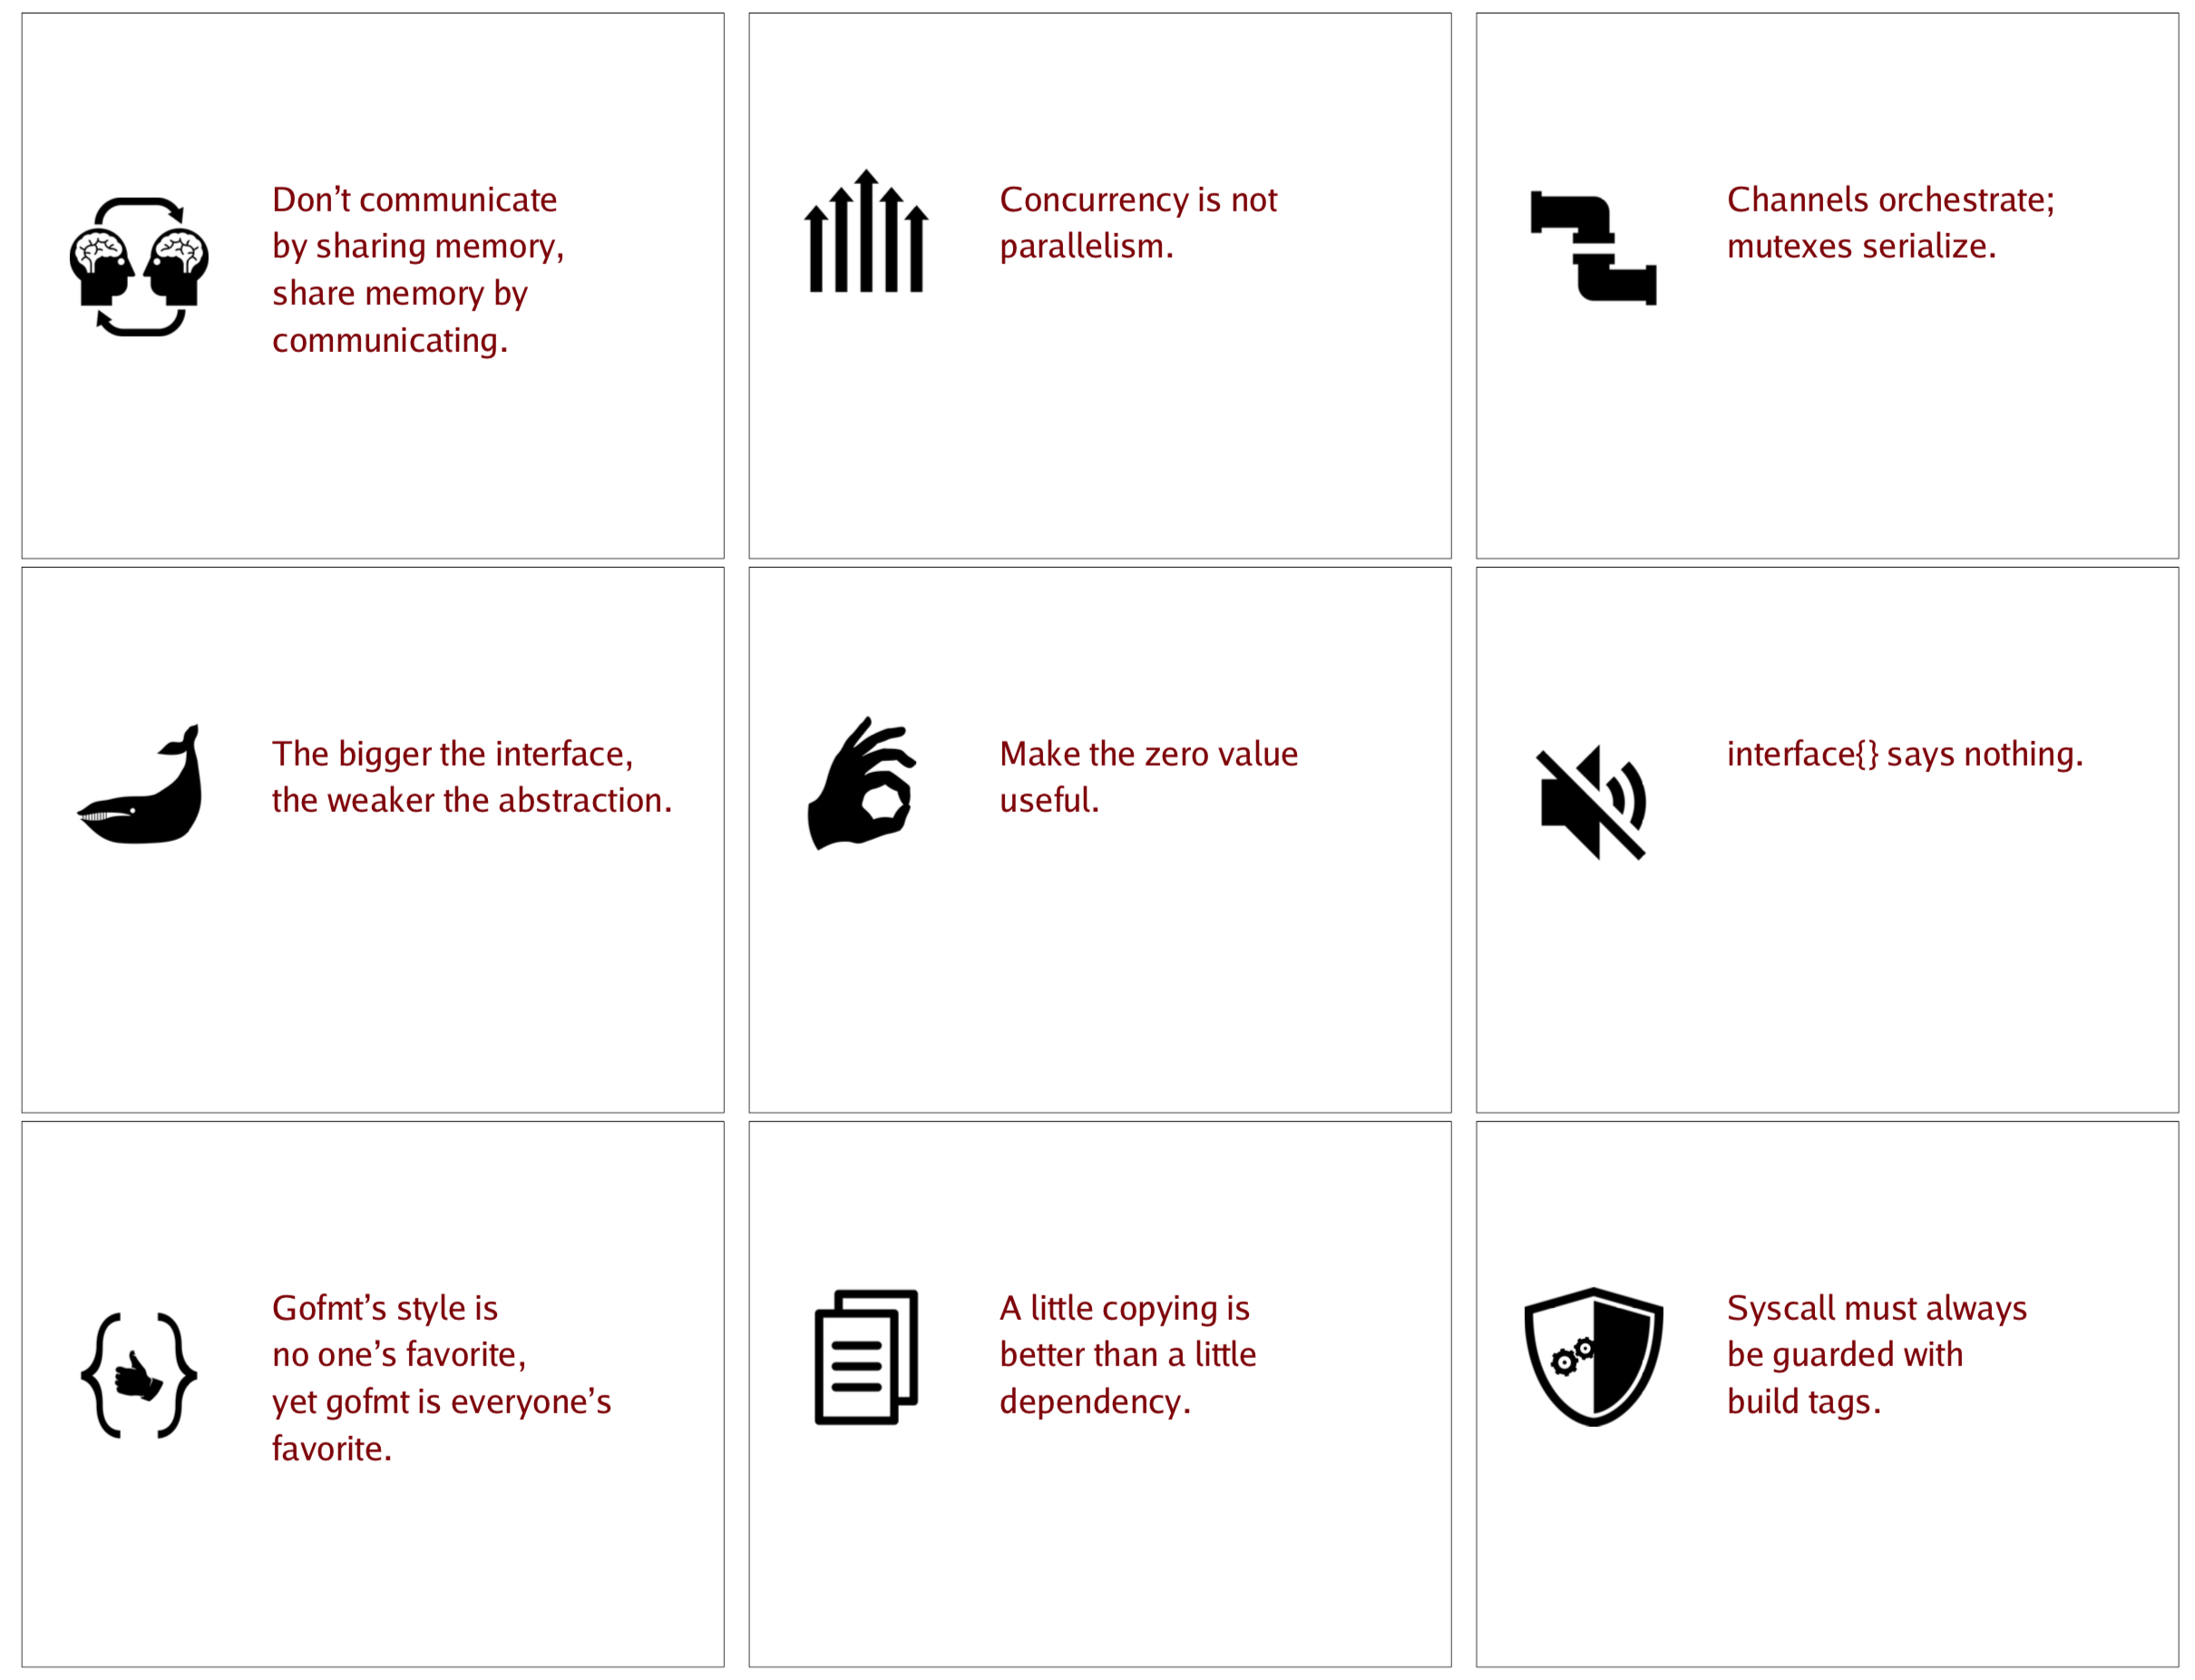 Don’t communicate
by sharing memory,
share memory by
communicating.
Concurrency is not
parallelism.
Channels orchestrate;
mutexes serialize.
The bigger the interface,
the weaker the abstraction.
Make the zero value
useful.
interface{} says nothing.
Gofmt’s style is
no one’s favorite,
yet gofmt is everyone’s
favorite.
A little copying is
better than a little
dependency.
Syscall must always
be guarded with
build tags.